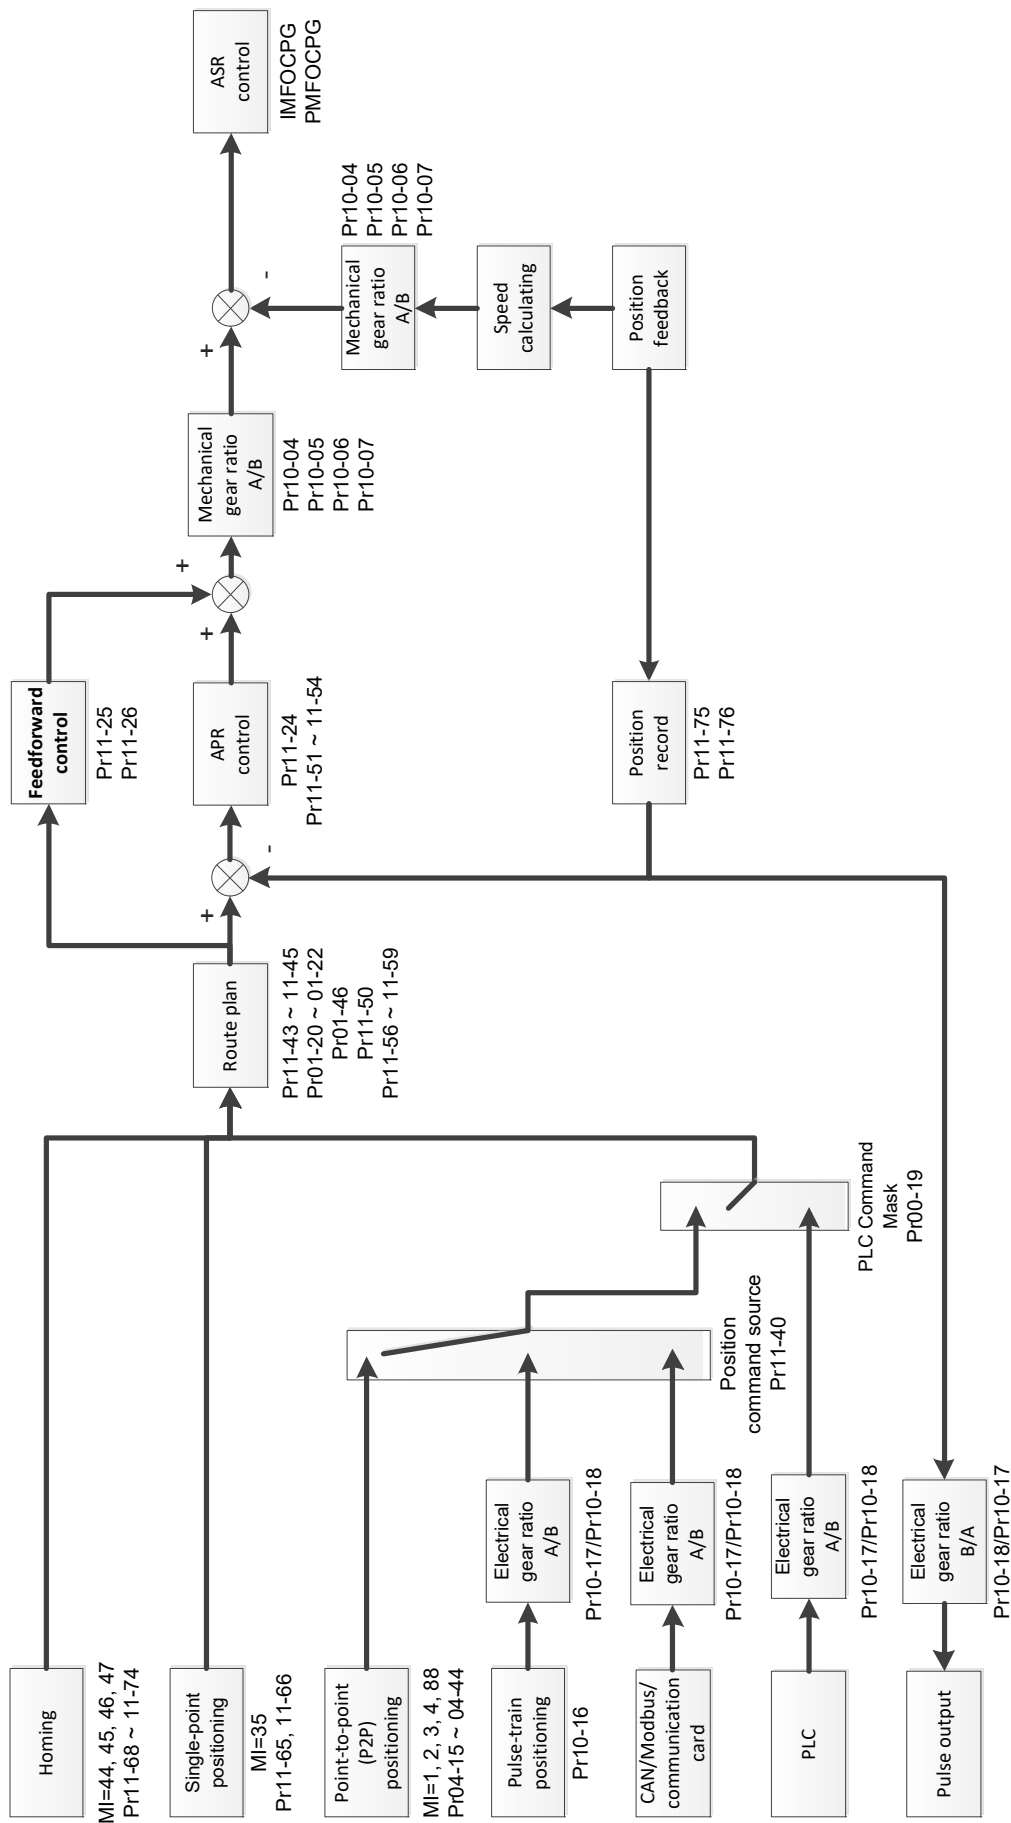 Homing
MI=44, 45, 46, 47
Pr11-68 ~ 11-74
Single-point
positioning
MI=35
Pr11-65, 11-66
Point-to-point
(P2P)
positioning
MI=1, 2, 3, 4, 88
Pr04-15 ~ 04-44
Pulse-train
positioning
Pr10-16
CAN/Modbus/
communication
card
PLC
Pulse output
Electrical
gear ratio
A/B
Pr10-17/Pr10-18
Electrical
gear ratio
A/B
Pr10-17/Pr10-18
Electrical
gear ratio
A/B
Pr10-17/Pr10-18
Electrical
gear ratio
B/A
Pr10-18/Pr10-17
Position
command source
Pr11-40
PLC Command
Mask
Pr00-19
Route plan
Pr11-43 ~ 11-45
Pr01-20 ~ 01-22
Pr01-46
Pr11-50
Pr11-56 ~ 11-59
+
-
Feedforward
control
Pr11-25
Pr11-26
APR
control
Pr11-24
Pr11-51 ~ 11-54
Position
record
Pr11-75
Pr11-76
+
+
Mechanical
gear ratio
A/B
Pr10-04
Pr10-05
Pr10-06
Pr10-07
+
-
Mechanical
gear ratio
A/B
Pr10-04
Pr10-05
Pr10-06
Pr10-07
Speed
calculating
Position
feedback
ASR
control
IMFOCPG
PMFOCPG